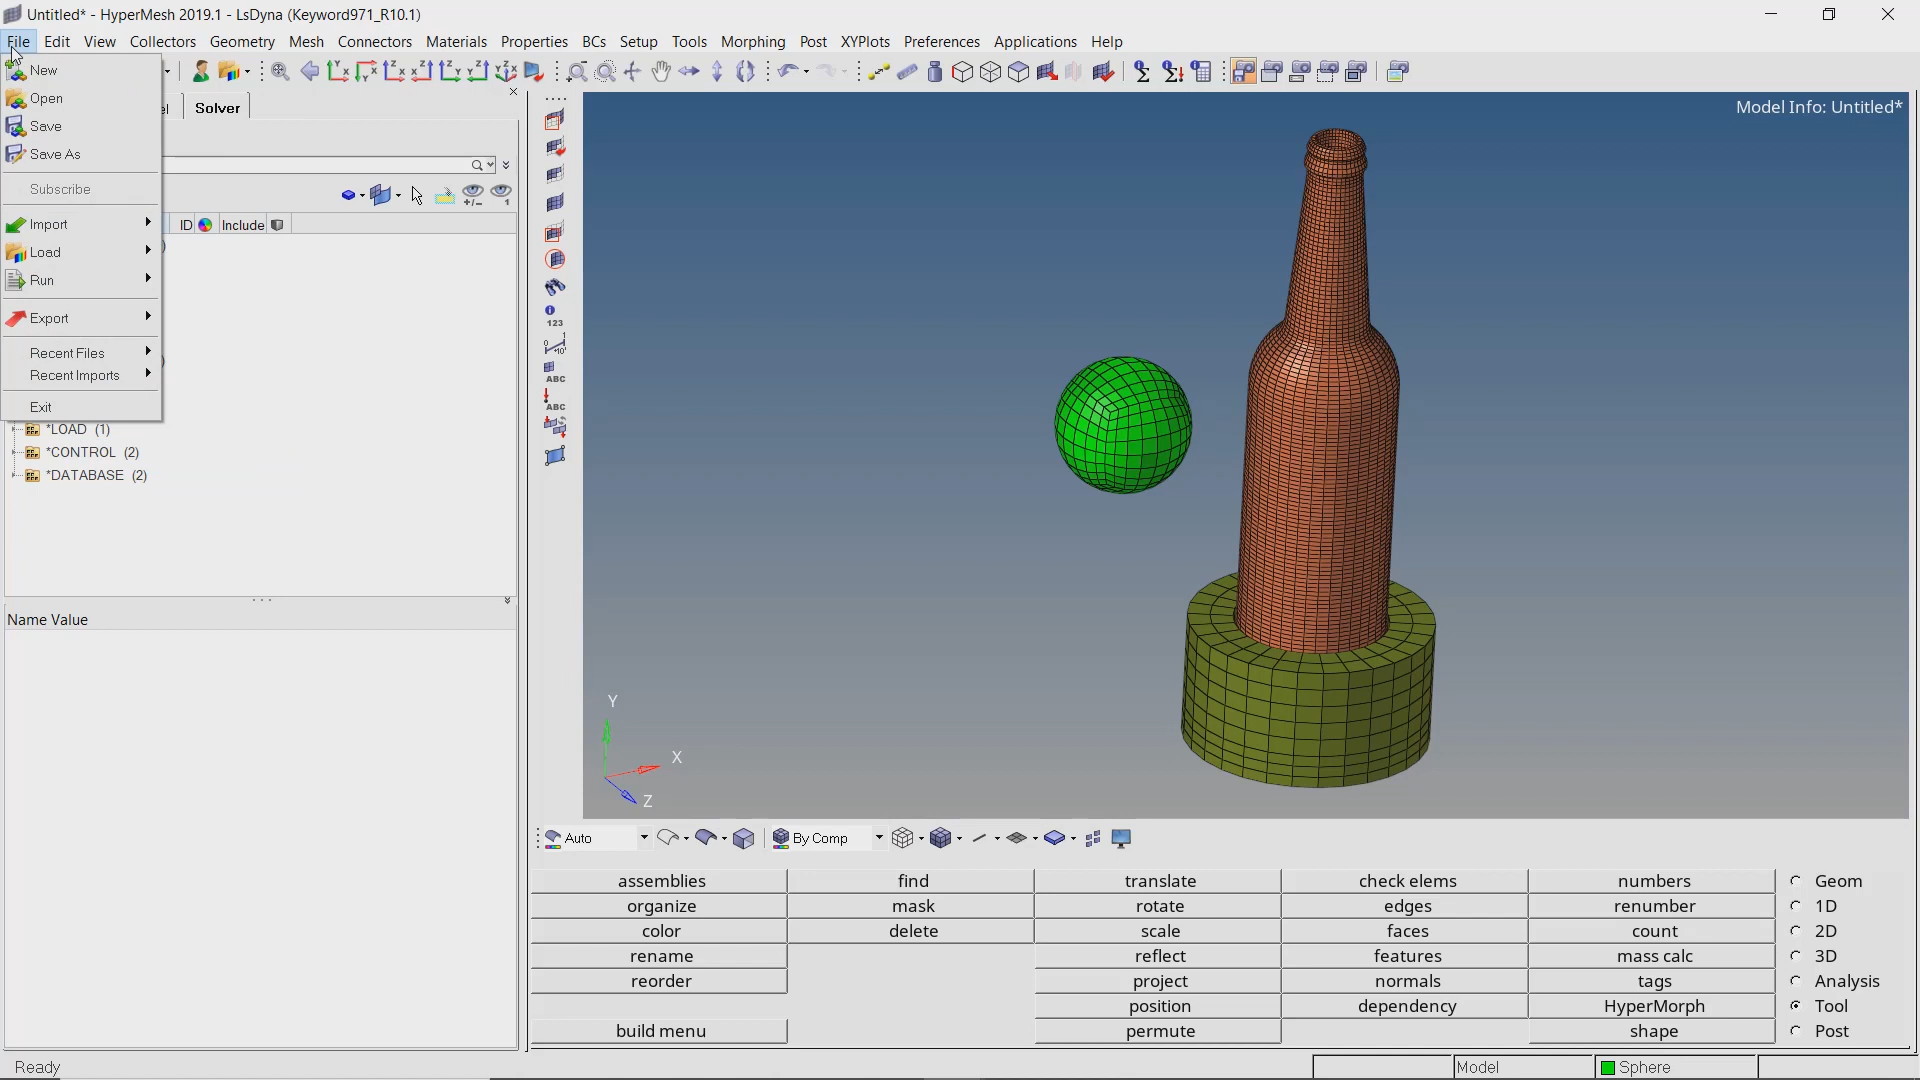 Untitled* - HyperMesh 2019.1 - LsDyna (Keyword971_R10.1)
File Edit View Collectors Geometry Mesh Connectors Materials Properties BCs Setup Tools Morphing Post XYPlots Preferences Applications Help
New
Open
Save
Save As
Subscribe
Import
Load
Run
Export
Recent Files
Recent Imports
Exit
Solver
ID Include
*LOAD (1)
*CONTROL (2)
*DATABASE (2)
Name Value
123
ABC
ABC
Model Info: Untitled*
Y
X
Z
Auto By Comp
assemblies find translate check elems numbers Geom
organize mask rotate edges renumber 1D
color delete scale faces count 2D
rename reflect features mass calc 3D
reorder project normals tags Analysis
position dependency HyperMorph Tool
build menu permute shape Post
Ready Model Sphere